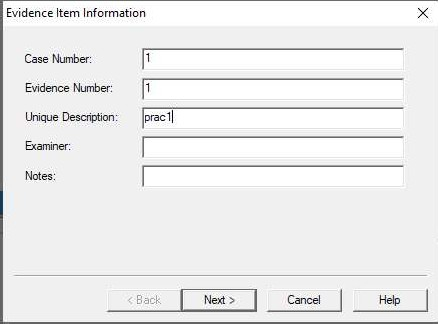 Evidence Item Information
Case Number: 1
Evidence Number: 1
Unique Description: prac1
Examiner:
Notes:
< Back Next > Cancel Help